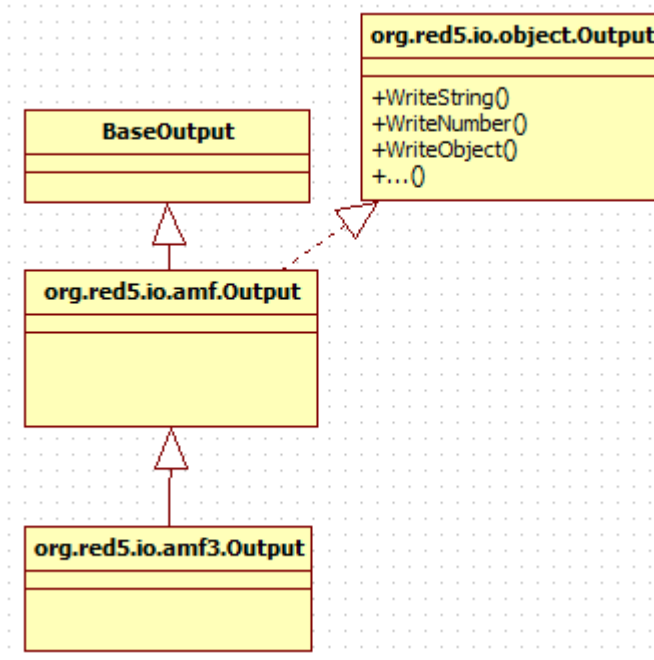 org.red5.io.object.Output
+WriteString()
+WriteNumber()
+WriteObject()
+...()
BaseOutput
org.red5.io.amf.Output
org.red5.io.amf3.Output